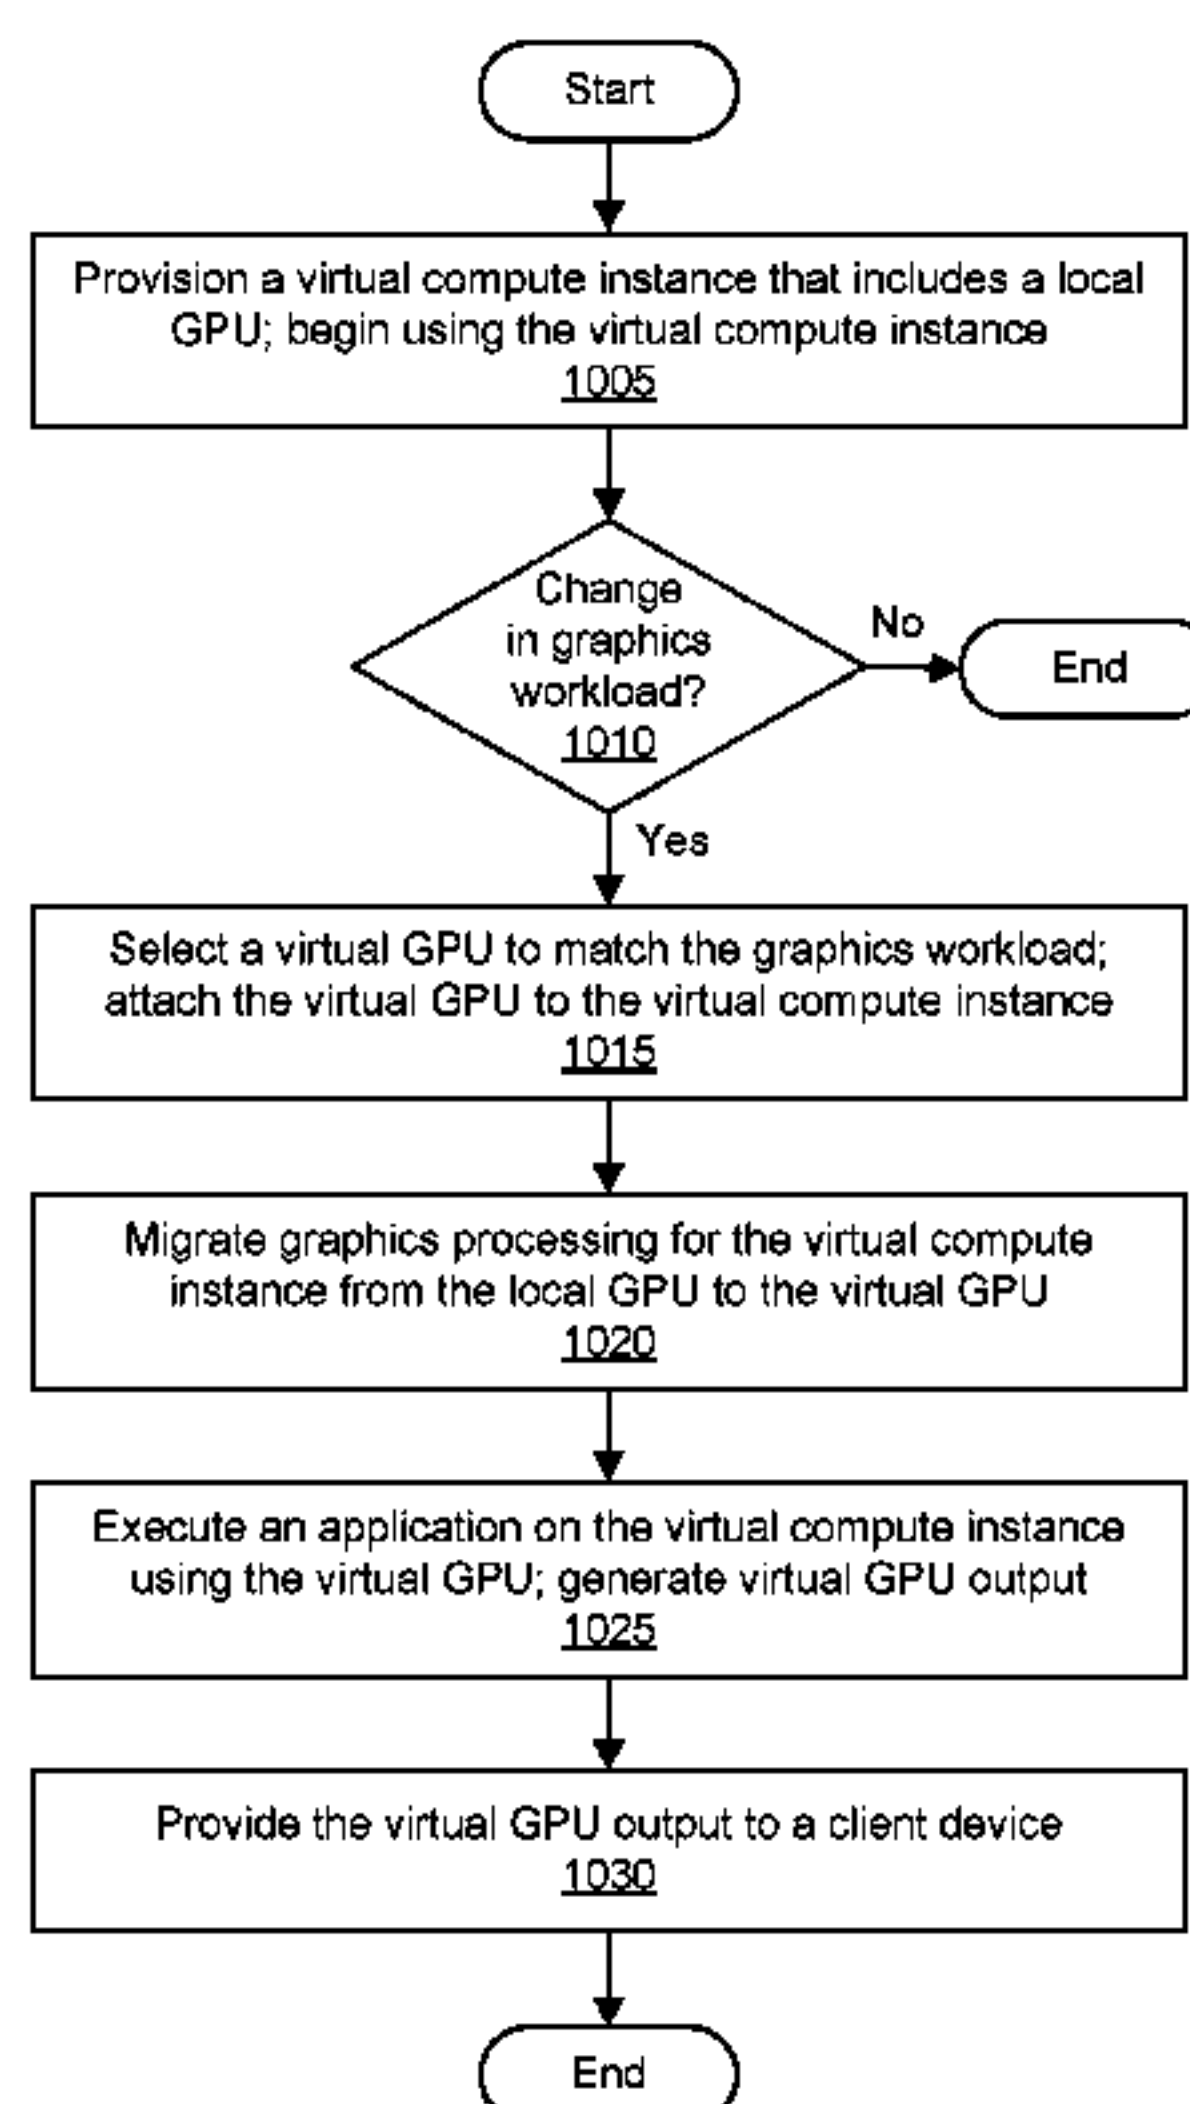 Start
Provision a virtual compute instance that includes a local
GPU; begin using the virtual compute instance
1005
Change
in graphics
workload?
1010
No
End
Yes
Select a virtual GPU to match the graphics workload;
attach the virtual GPU to the virtual compute instance
1015
Migrate graphics processing for the virtual compute
instance from the local GPU to the virtual GPU
1020
Execute an application on the virtual compute instance
using the virtual GPU; generate virtual GPU output
1025
Provide the virtual GPU output to a client device
1030
End